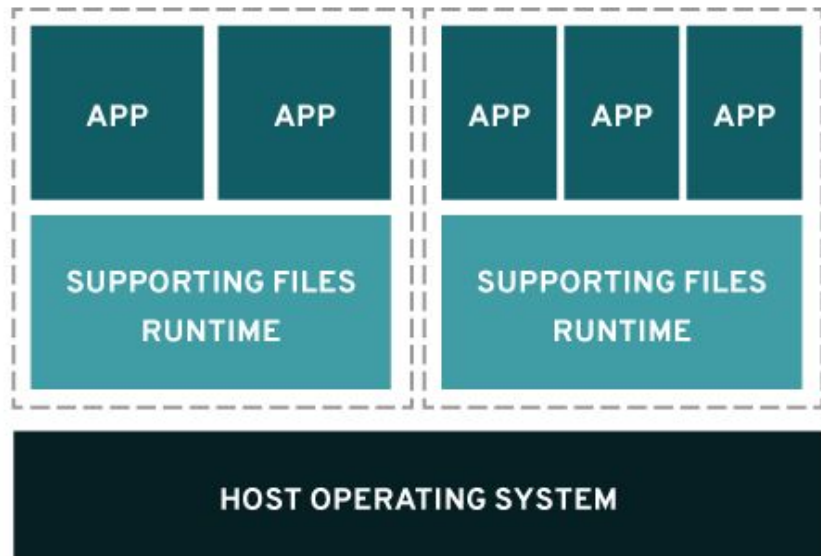 APP
APP
APP
APP
APP
SUPPORTING FILES
RUNTIME
SUPPORTING FILES
RUNTIME
HOST OPERATING SYSTEM